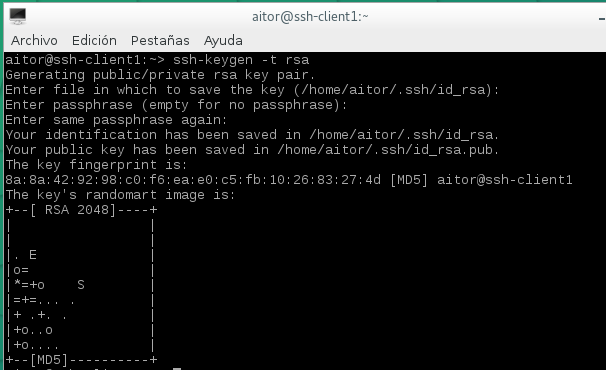 aitor@ssh-client1:~
Archivo Edición Pestañas Ayuda
aitor@ssh-client1:~> ssh-keygen -t rsa
Generating public/private rsa key pair.
Enter file in which to save the key (/home/aitor/.ssh/id_rsa):
Enter passphrase (empty for no passphrase):
Enter same passphrase again:
Your identification has been saved in /home/aitor/.ssh/id_rsa.
Your public key has been saved in /home/aitor/.ssh/id_rsa.pub.
The key fingerprint is:
8a:8a:42:92:98:c0:f6:ea:e0:c5:fb:10:26:83:27:4d [MD5] aitor@ssh-client1
The key's randomart image is:
+--[ RSA 2048]----+
|                 |
|                 |
|. E              |
|o=               |
|*=+o    S        |
|=+=... .         |
|+ .+. .          |
|+o..o            |
|+o....           |
+--[MD5]----------+